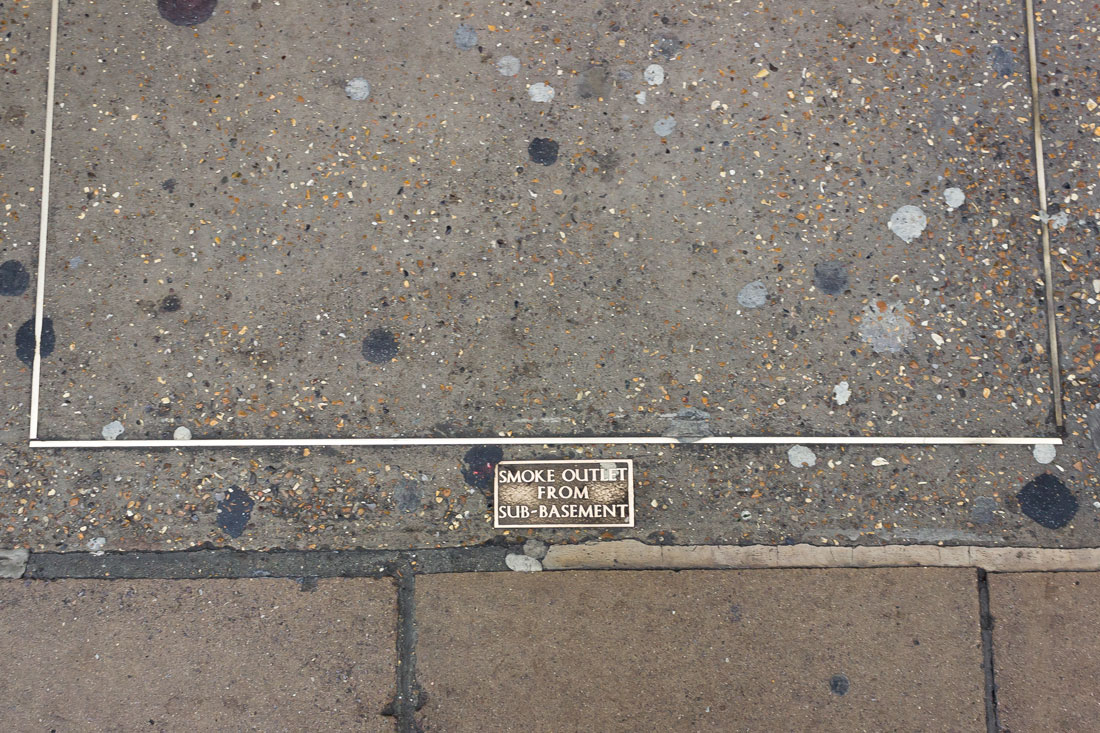 SMOKE OUTLET
FROM
SUB-BASEMENT